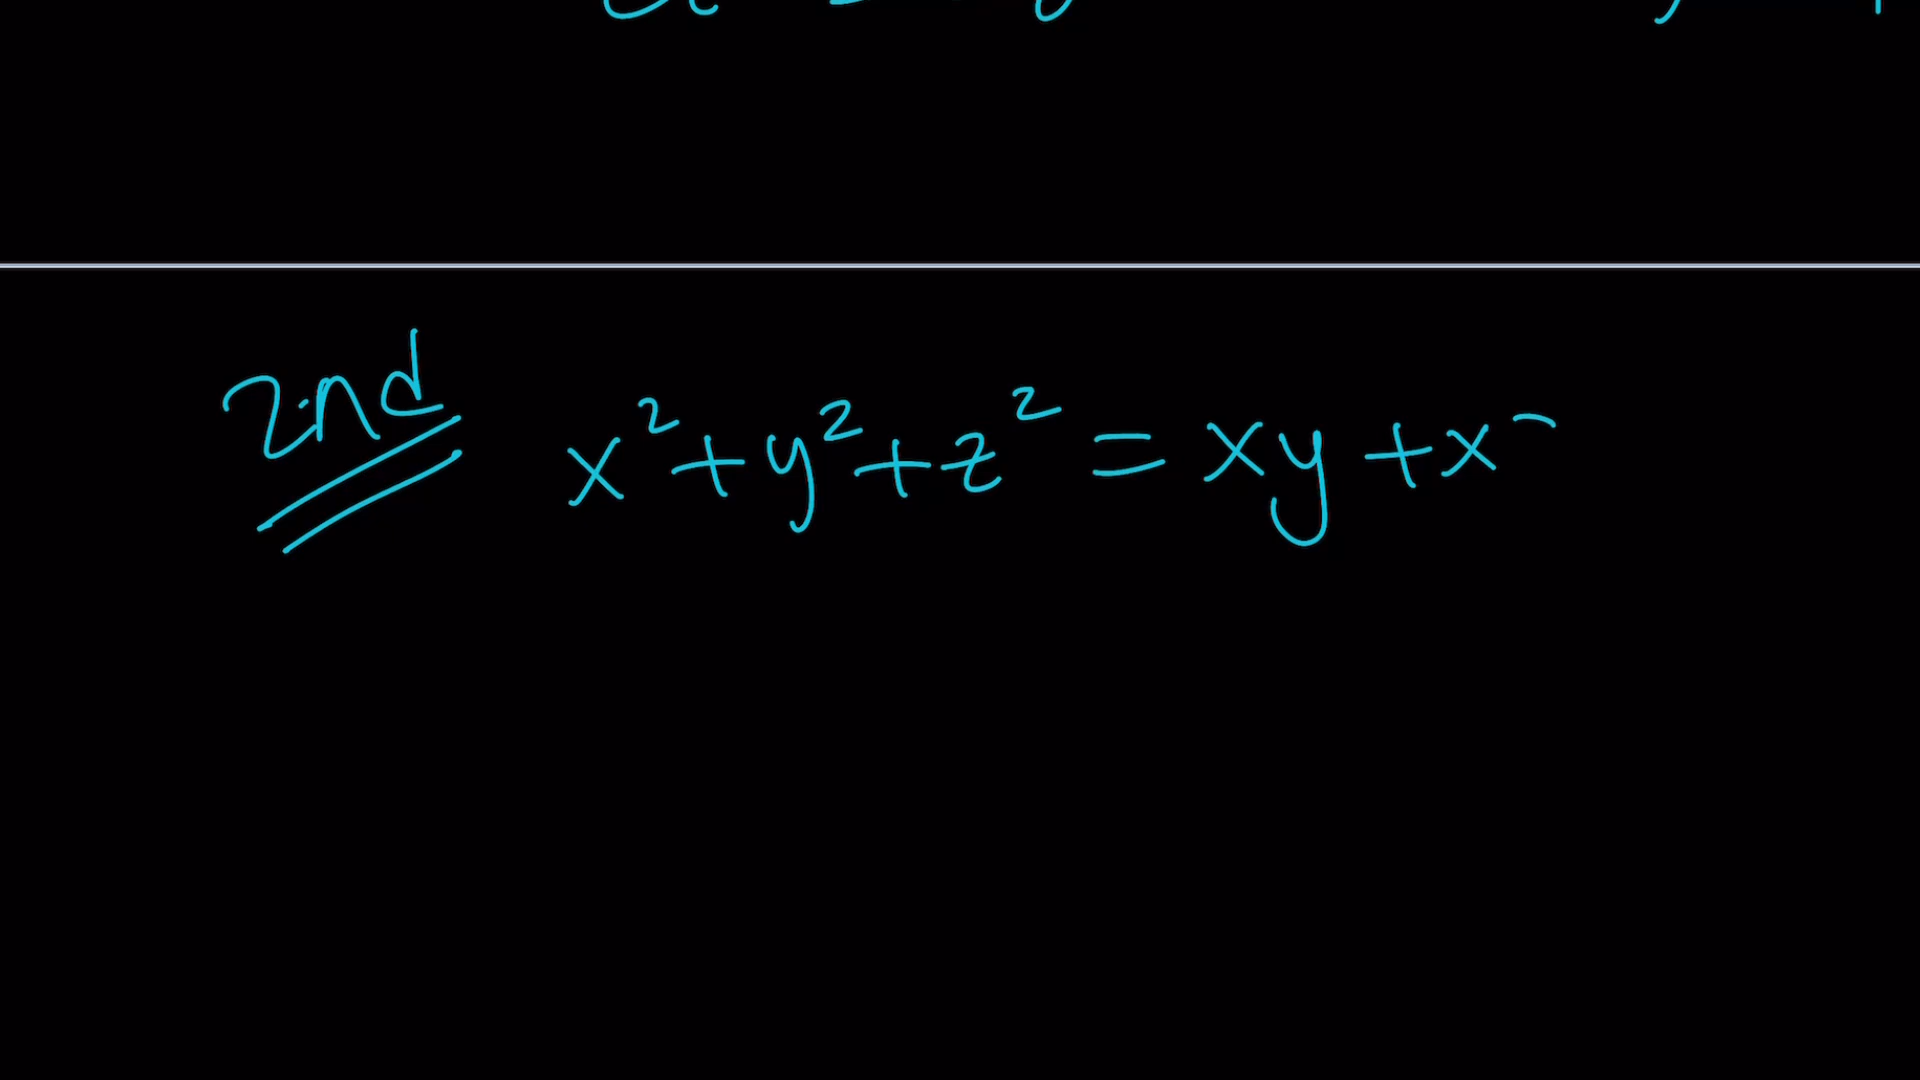 2nd x² + y² + z² = xy + x